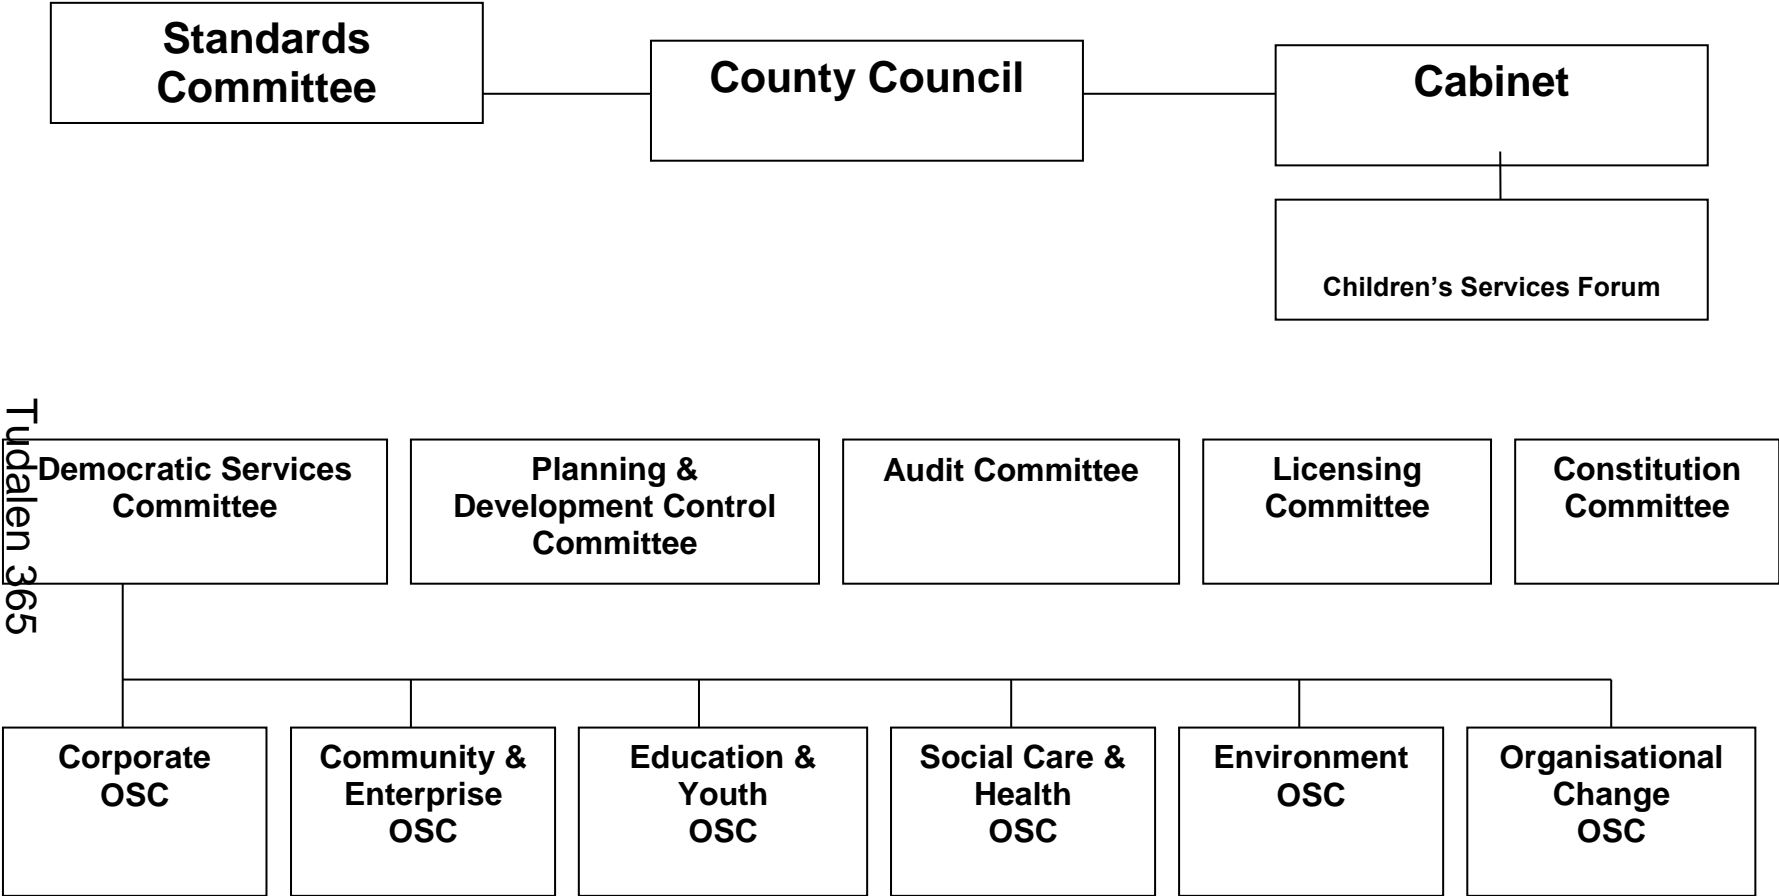 Standards
Committee
County Council
Cabinet
Children’s Services Forum
Tudalen 365
Democratic Services
Committee
Planning &
Development Control
Committee
Audit Committee
Licensing
Committee
Constitution
Committee
Corporate
OSC
Community &
Enterprise
OSC
Education &
Youth
OSC
Social Care &
Health
OSC
Environment
OSC
Organisational
Change
OSC